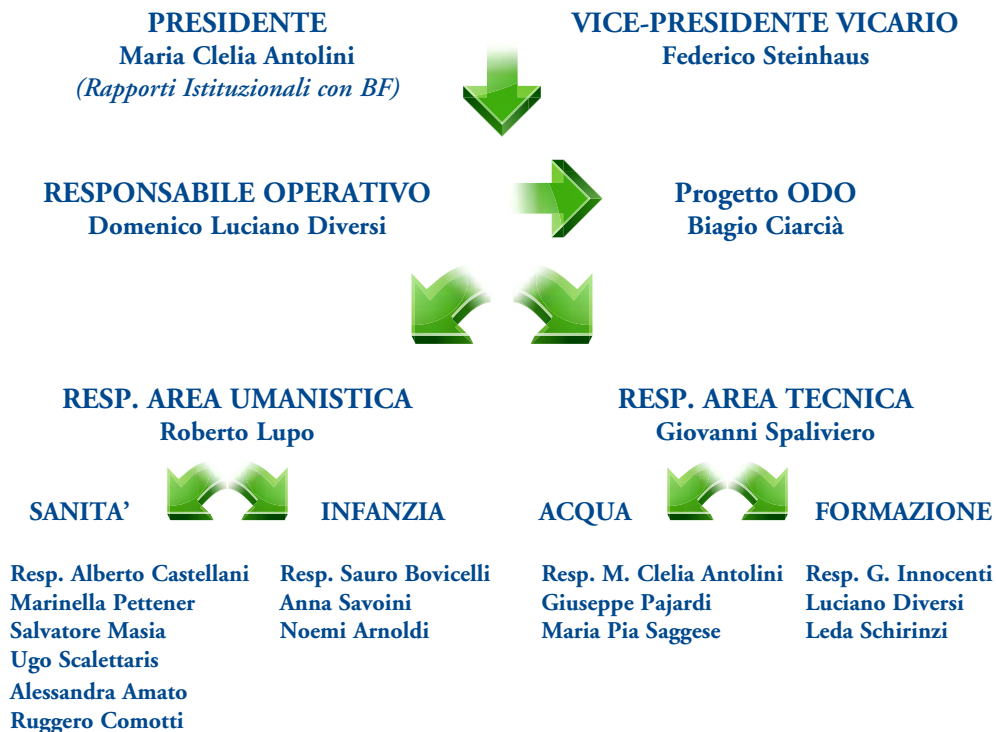 PRESIDENTE
Maria Clelia Antolini
(Rapporti Istituzionali con BF)
VICE-PRESIDENTE VICARIO
Federico Steinhaus
RESPONSABILE OPERATIVO
Domenico Luciano Diversi
Progetto ODO
Biagio Ciarcià
RESP. AREA UMANISTICA
Roberto Lupo
RESP. AREA TECNICA
Giovanni Spaliviero
SANITA’
INFANZIA
ACQUA
FORMAZIONE
Resp. Alberto Castellani
Marinella Pettener
Salvatore Masia
Ugo Scalettaris
Alessandra Amato
Ruggero Comotti
Resp. Sauro Bovicelli
Anna Savoini
Noemi Arnoldi
Resp. M. Clelia Antolini
Giuseppe Pajardi
Maria Pia Saggese
Resp. G. Innocenti
Luciano Diversi
Leda Schirinzi